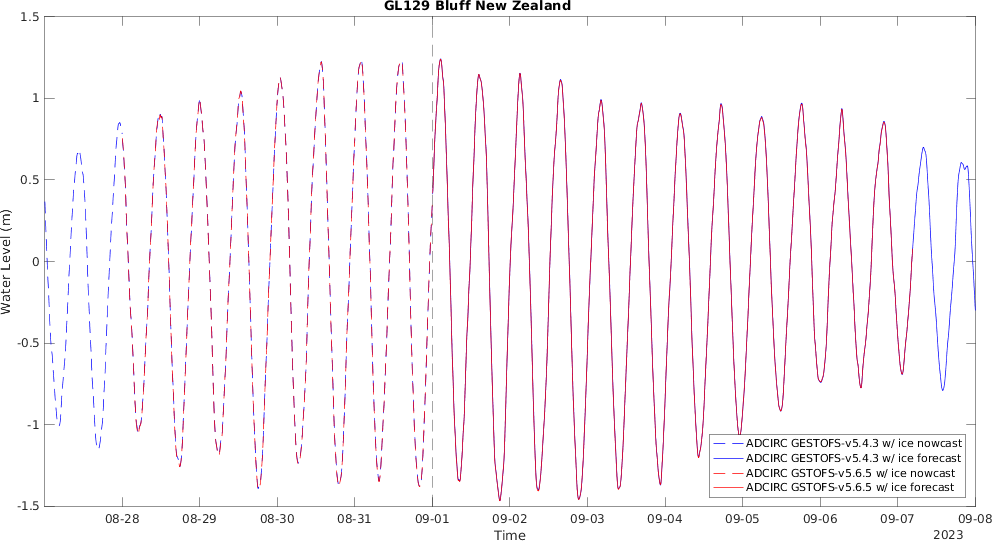 GL129 Bluff New Zealand
1.5
1
0.5
0
-0.5
-1
-1.5
Water Level (m)
ADCIRC GESTOFS-v5.4.3 w/ ice nowcast
ADCIRC GESTOFS-v5.4.3 w/ ice forecast
ADCIRC GSTOFS-v5.6.5 w/ ice nowcast
ADCIRC GSTOFS-v5.6.5 w/ ice forecast
08-28 08-29 08-30 08-31 09-01 09-02 09-03 09-04 09-05 09-06 09-07 09-08
Time
2023